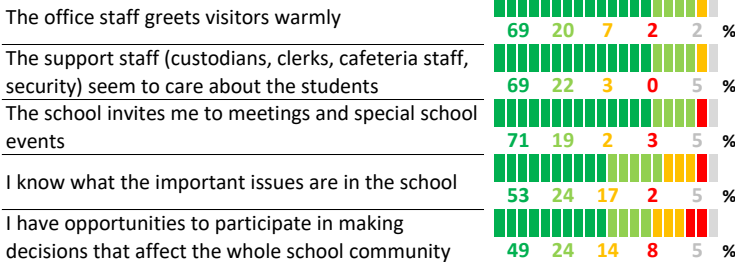 The office staff greets visitors warmly
69 20 7 2 2 %
The support staff (custodians, clerks, cafeteria staff,
security) seem to care about the students
69 22 3 0 5 %
The school invites me to meetings and special school
events
71 19 2 3 5 %
I know what the important issues are in the school
53 24 17 2 5 %
I have opportunities to participate in making
decisions that affect the whole school community
49 24 14 8 5 %